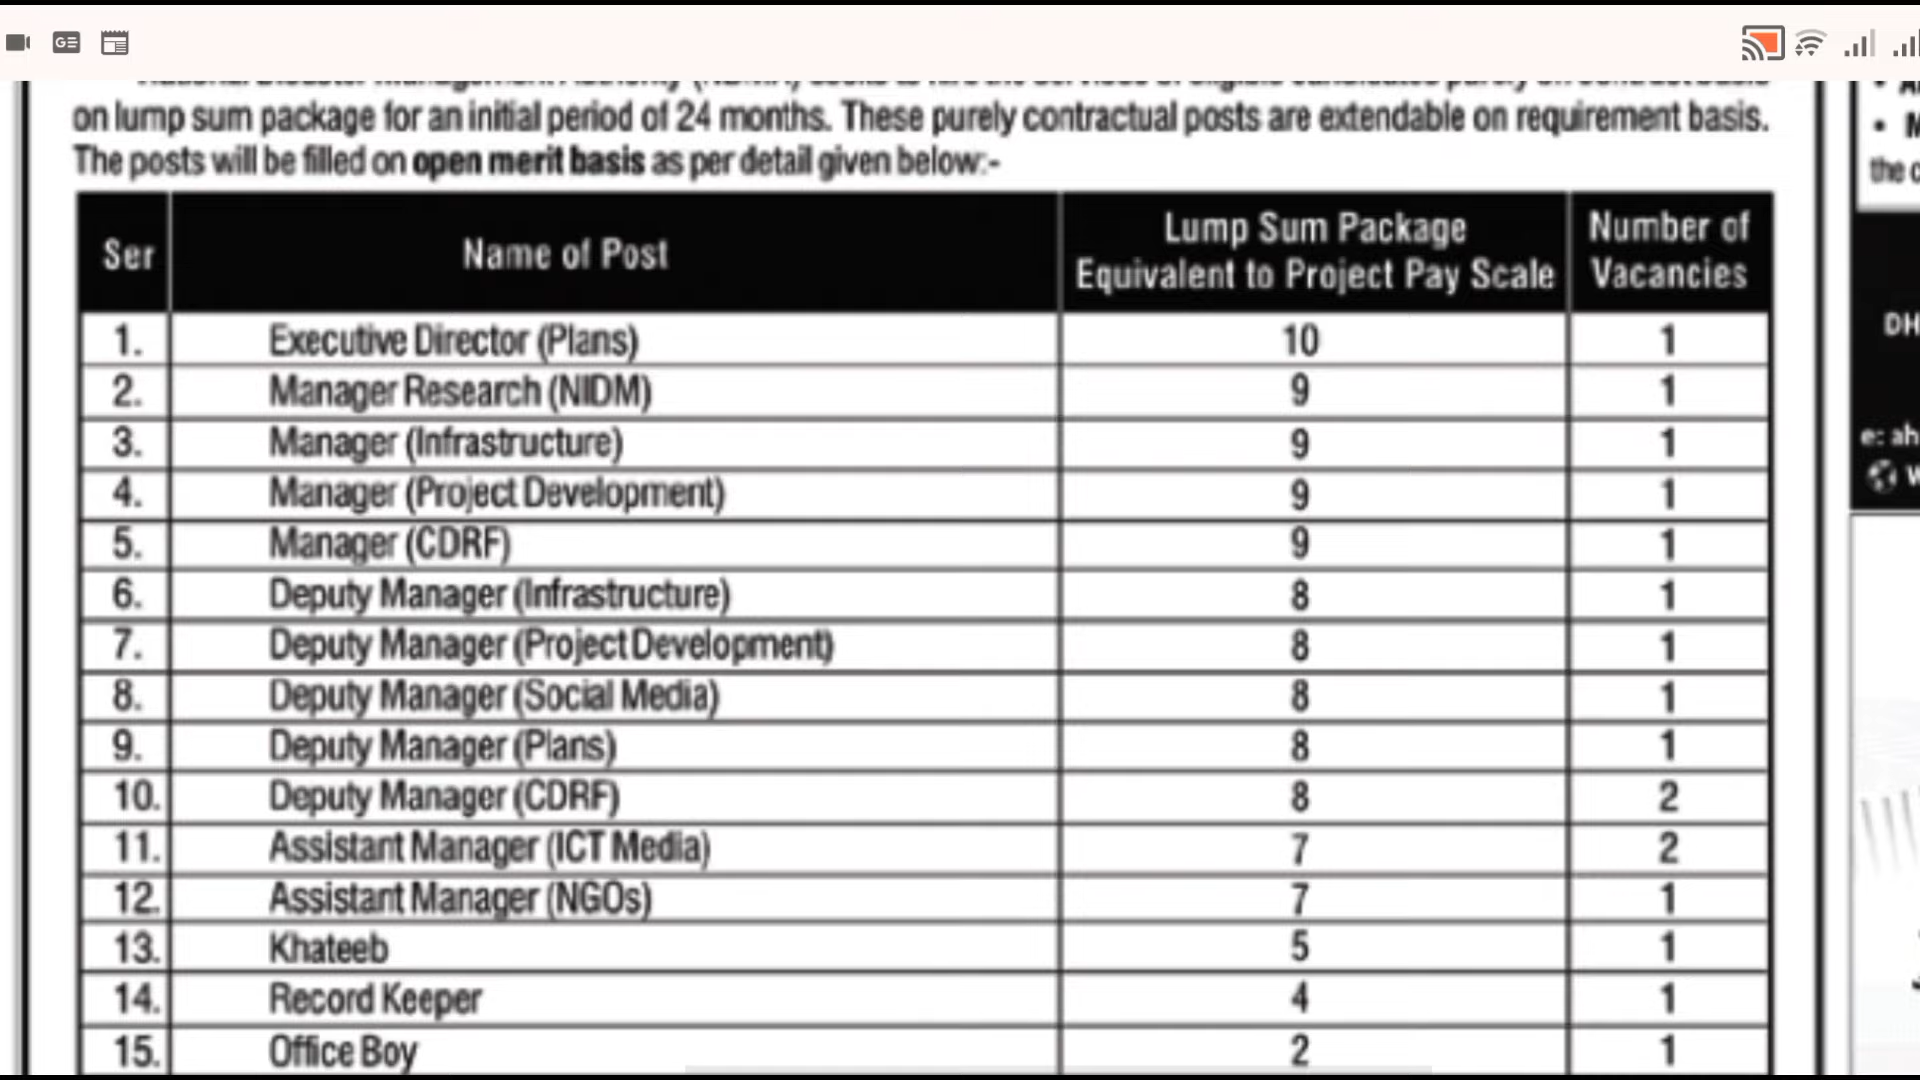 on lump sum package for an initial period of 24 months. These purely contractual posts are extendable on requirement basis.
The posts will be filled on open merit basis as per detail given below:-
Ser Name of Post Lump Sum Package Equivalent to Project Pay Scale Number of Vacancies
1. Executive Director (Plans) 10 1
2. Manager Research (NIDM) 9 1
3. Manager (Infrastructure) 9 1
4. Manager (Project Development) 9 1
5. Manager (CDRF) 9 1
6. Deputy Manager (Infrastructure) 8 1
7. Deputy Manager (Project Development) 8 1
8. Deputy Manager (Social Media) 8 1
9. Deputy Manager (Plans) 8 1
10. Deputy Manager (CDRF) 8 2
11. Assistant Manager (ICT Media) 7 2
12. Assistant Manager (NGOs) 7 1
13. Khateeb 5 1
14. Record Keeper 4 1
15. Office Boy 2 1
the
DH
e: ah